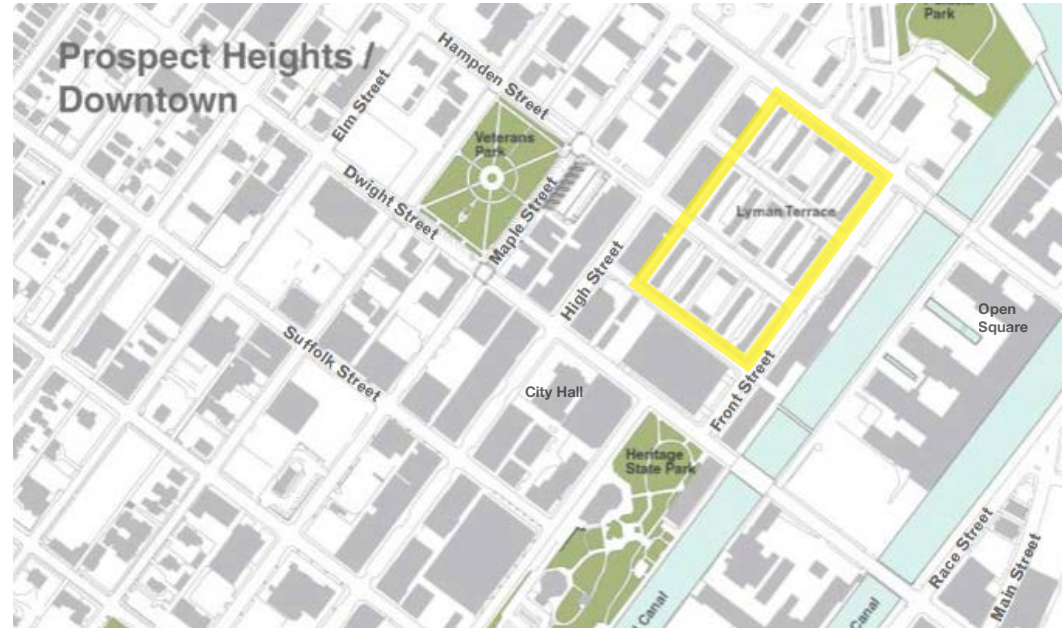 Park
Prospect Heights /
Downtown
Hampden Street
Elm Street
Veterans
Park
Dwight Street
Maple Street
Lyman Terrace
High Street
Open
Square
Suffolk Street
City Hall
Front Street
Heritage
State Park
Race Street
Main Street
Canal
Canal